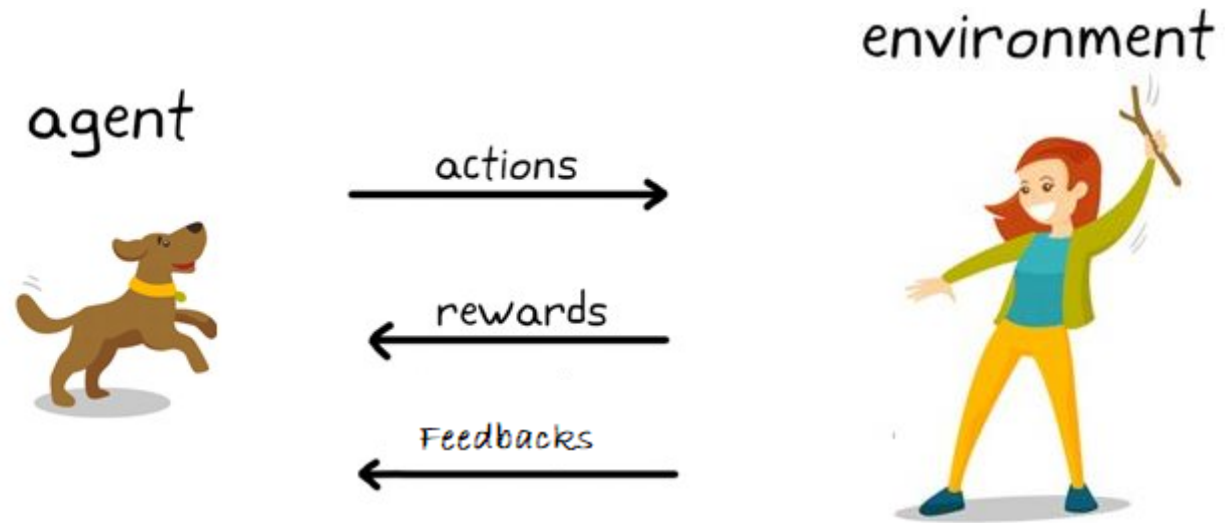 environment
agent
actions
rewards
Feedbacks